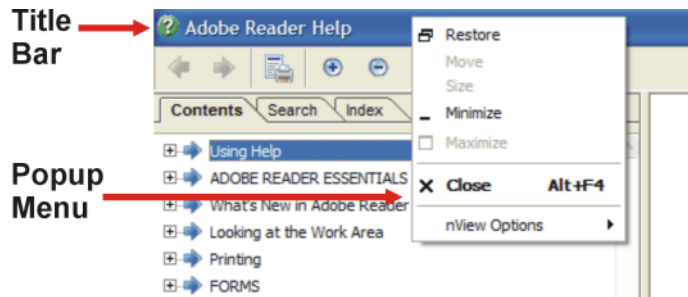 Title
Bar
Adobe Reader Help
Restore
Move
Size
Minimize
Maximize
Close Alt+F4
nView Options
Contents Search Index
Using Help
ADOBE READER ESSENTIALS
What's New in Adobe Reader
Looking at the Work Area
Printing
FORMS
Popup
Menu